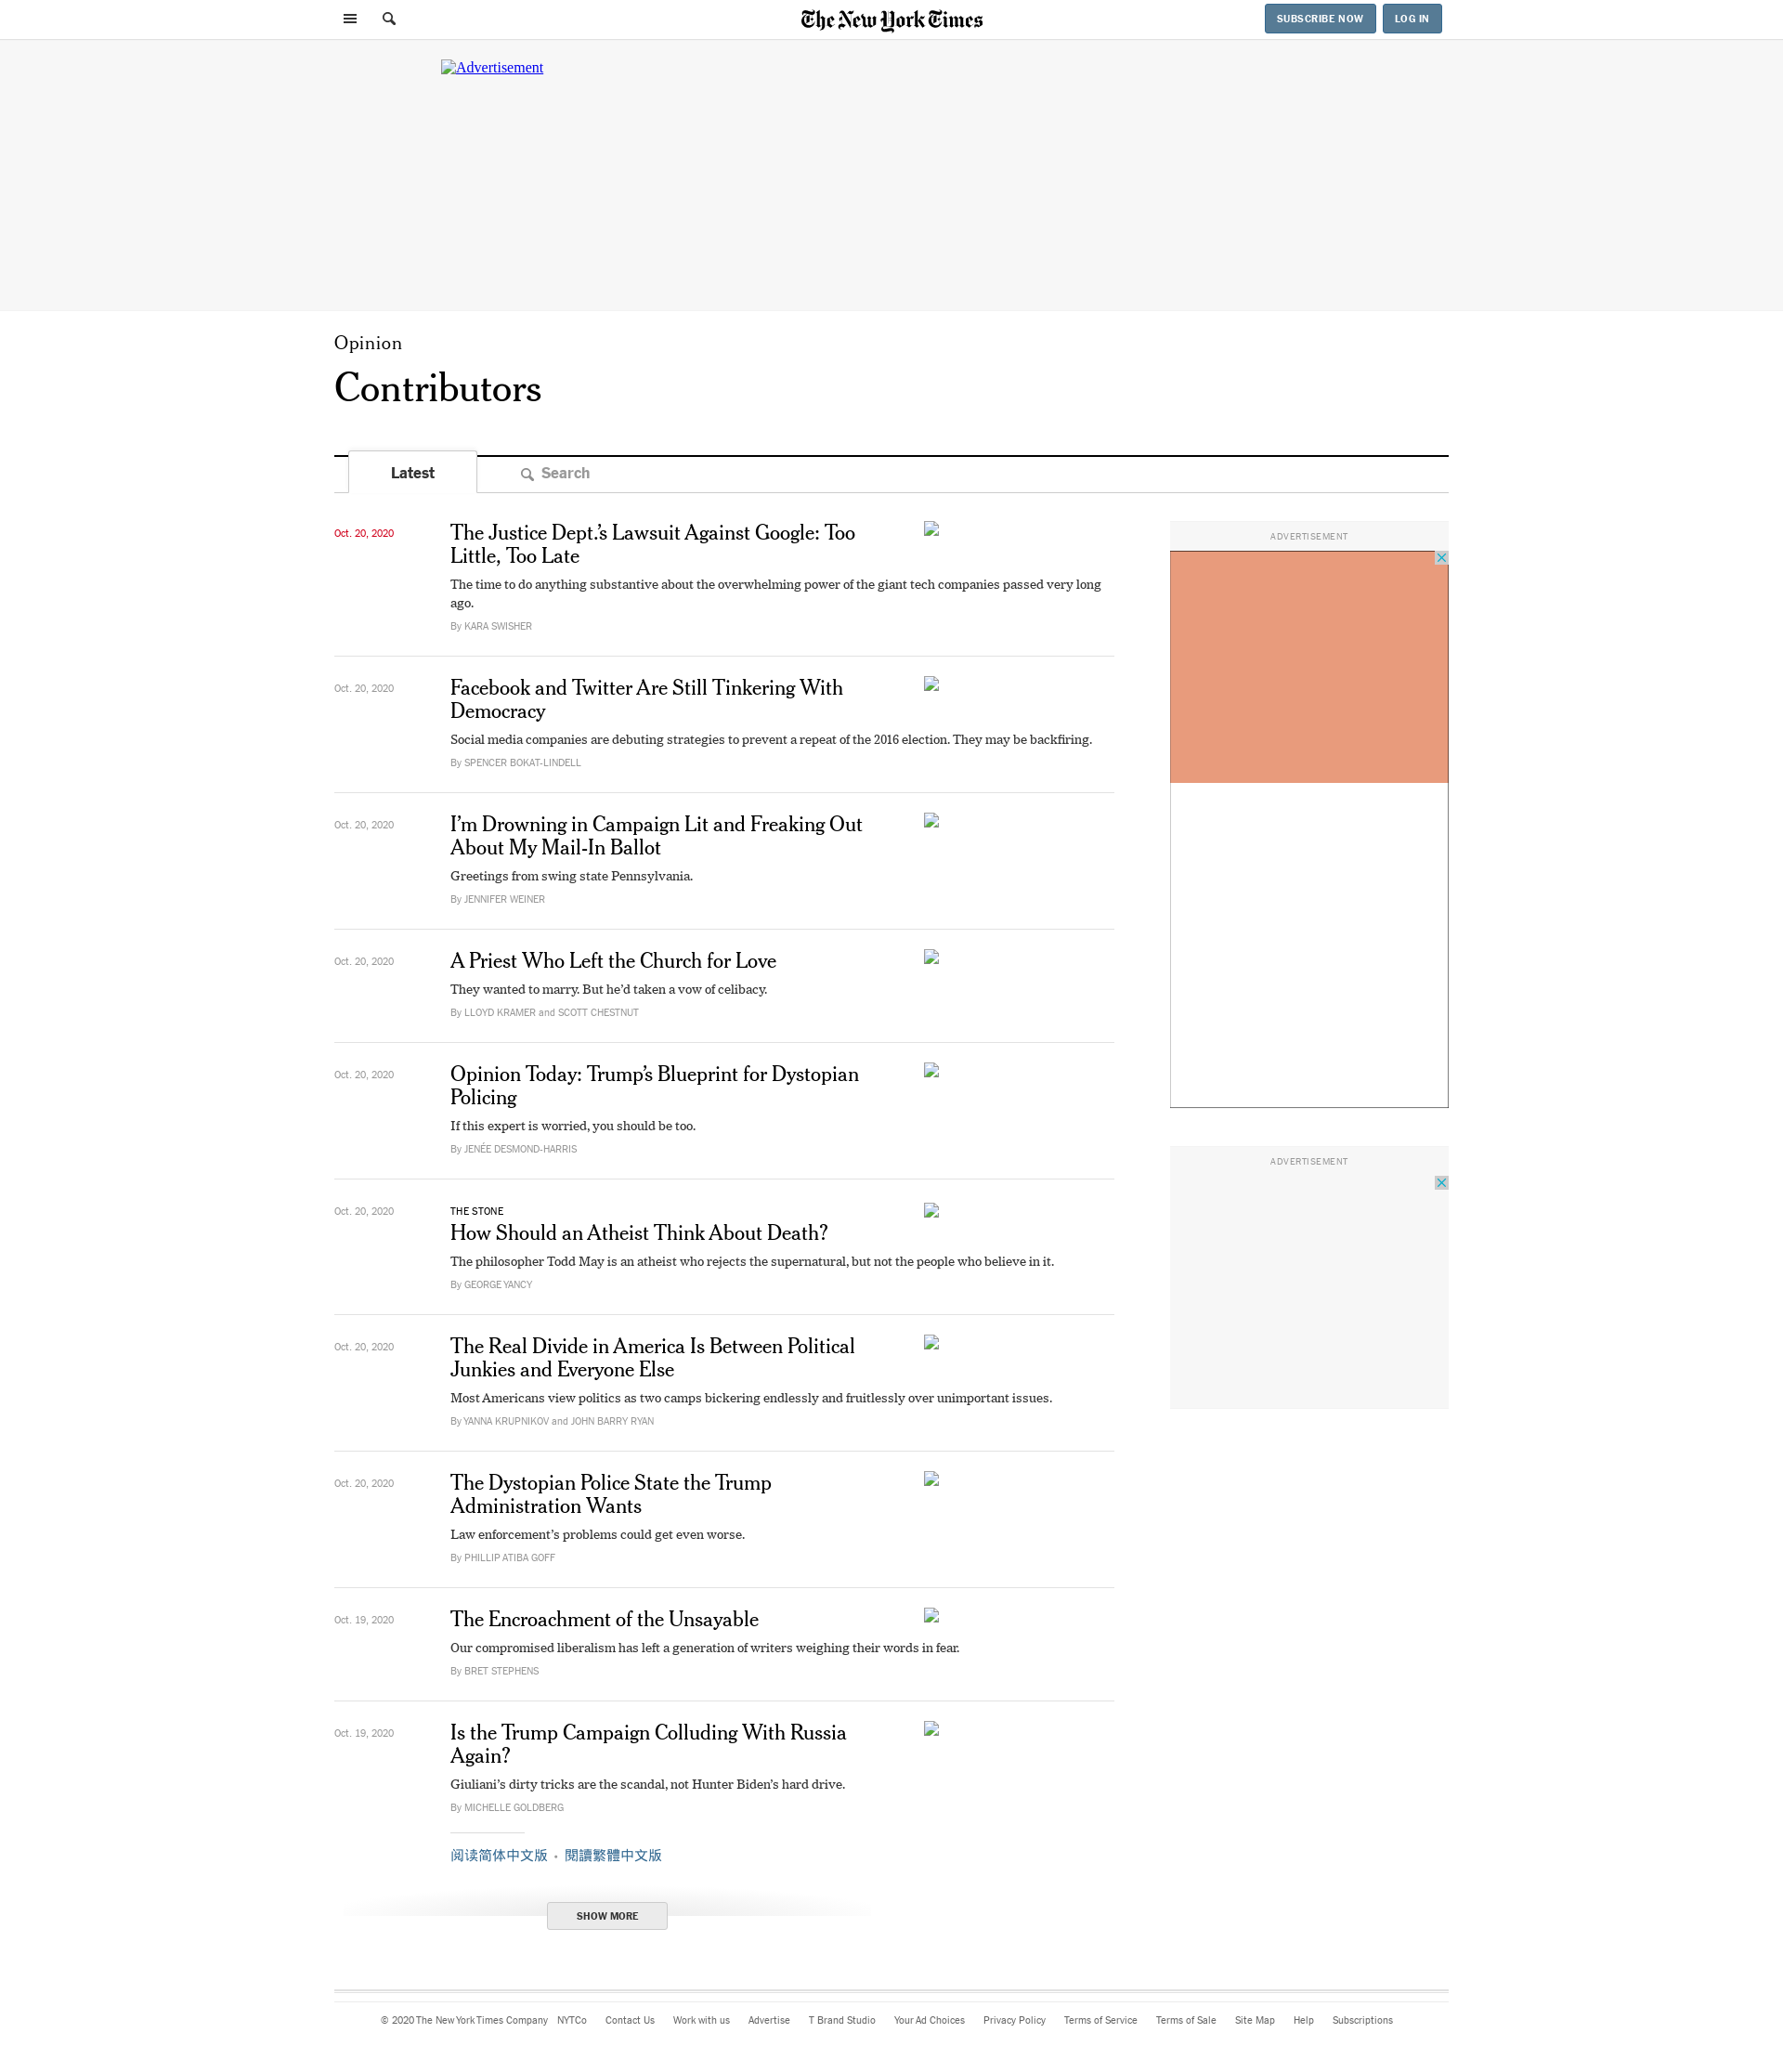 The New York Times
SUBSCRIBE NOW
LOG IN
Advertisement
Opinion
Contributors
Latest
Search
Oct. 20, 2020
The Justice Dept.’s Lawsuit Against Google: Too
Little, Too Late
The time to do anything substantive about the overwhelming power of the giant tech companies passed very long
ago.
By KARA SWISHER
Oct. 20, 2020
Facebook and Twitter Are Still Tinkering With
Democracy
Social media companies are debuting strategies to prevent a repeat of the 2016 election. They may be backfiring.
By SPENCER BOKAT-LINDELL
Oct. 20, 2020
I’m Drowning in Campaign Lit and Freaking Out
About My Mail-In Ballot
Greetings from swing state Pennsylvania.
By JENNIFER WEINER
Oct. 20, 2020
A Priest Who Left the Church for Love
They wanted to marry. But he’d taken a vow of celibacy.
By LLOYD KRAMER and SCOTT CHESTNUT
Oct. 20, 2020
Opinion Today: Trump’s Blueprint for Dystopian
Policing
If this expert is worried, you should be too.
By JENÉE DESMOND-HARRIS
Oct. 20, 2020
THE STONE
How Should an Atheist Think About Death?
The philosopher Todd May is an atheist who rejects the supernatural, but not the people who believe in it.
By GEORGE YANCY
Oct. 20, 2020
The Real Divide in America Is Between Political
Junkies and Everyone Else
Most Americans view politics as two camps bickering endlessly and fruitlessly over unimportant issues.
By YANNA KRUPNIKOV and JOHN BARRY RYAN
Oct. 20, 2020
The Dystopian Police State the Trump
Administration Wants
Law enforcement’s problems could get even worse.
By PHILLIP ATIBA GOFF
Oct. 19, 2020
The Encroachment of the Unsayable
Our compromised liberalism has left a generation of writers weighing their words in fear.
By BRET STEPHENS
Oct. 19, 2020
Is the Trump Campaign Colluding With Russia
Again?
Giuliani’s dirty tricks are the scandal, not Hunter Biden’s hard drive.
By MICHELLE GOLDBERG
阅读简体中文版 • 閱讀繁體中文版
SHOW MORE
ADVERTISEMENT
ADVERTISEMENT
© 2020 The New York Times Company NYTCo Contact Us Work with us Advertise T Brand Studio Your Ad Choices Privacy Policy Terms of Service Terms of Sale Site Map Help Subscriptions